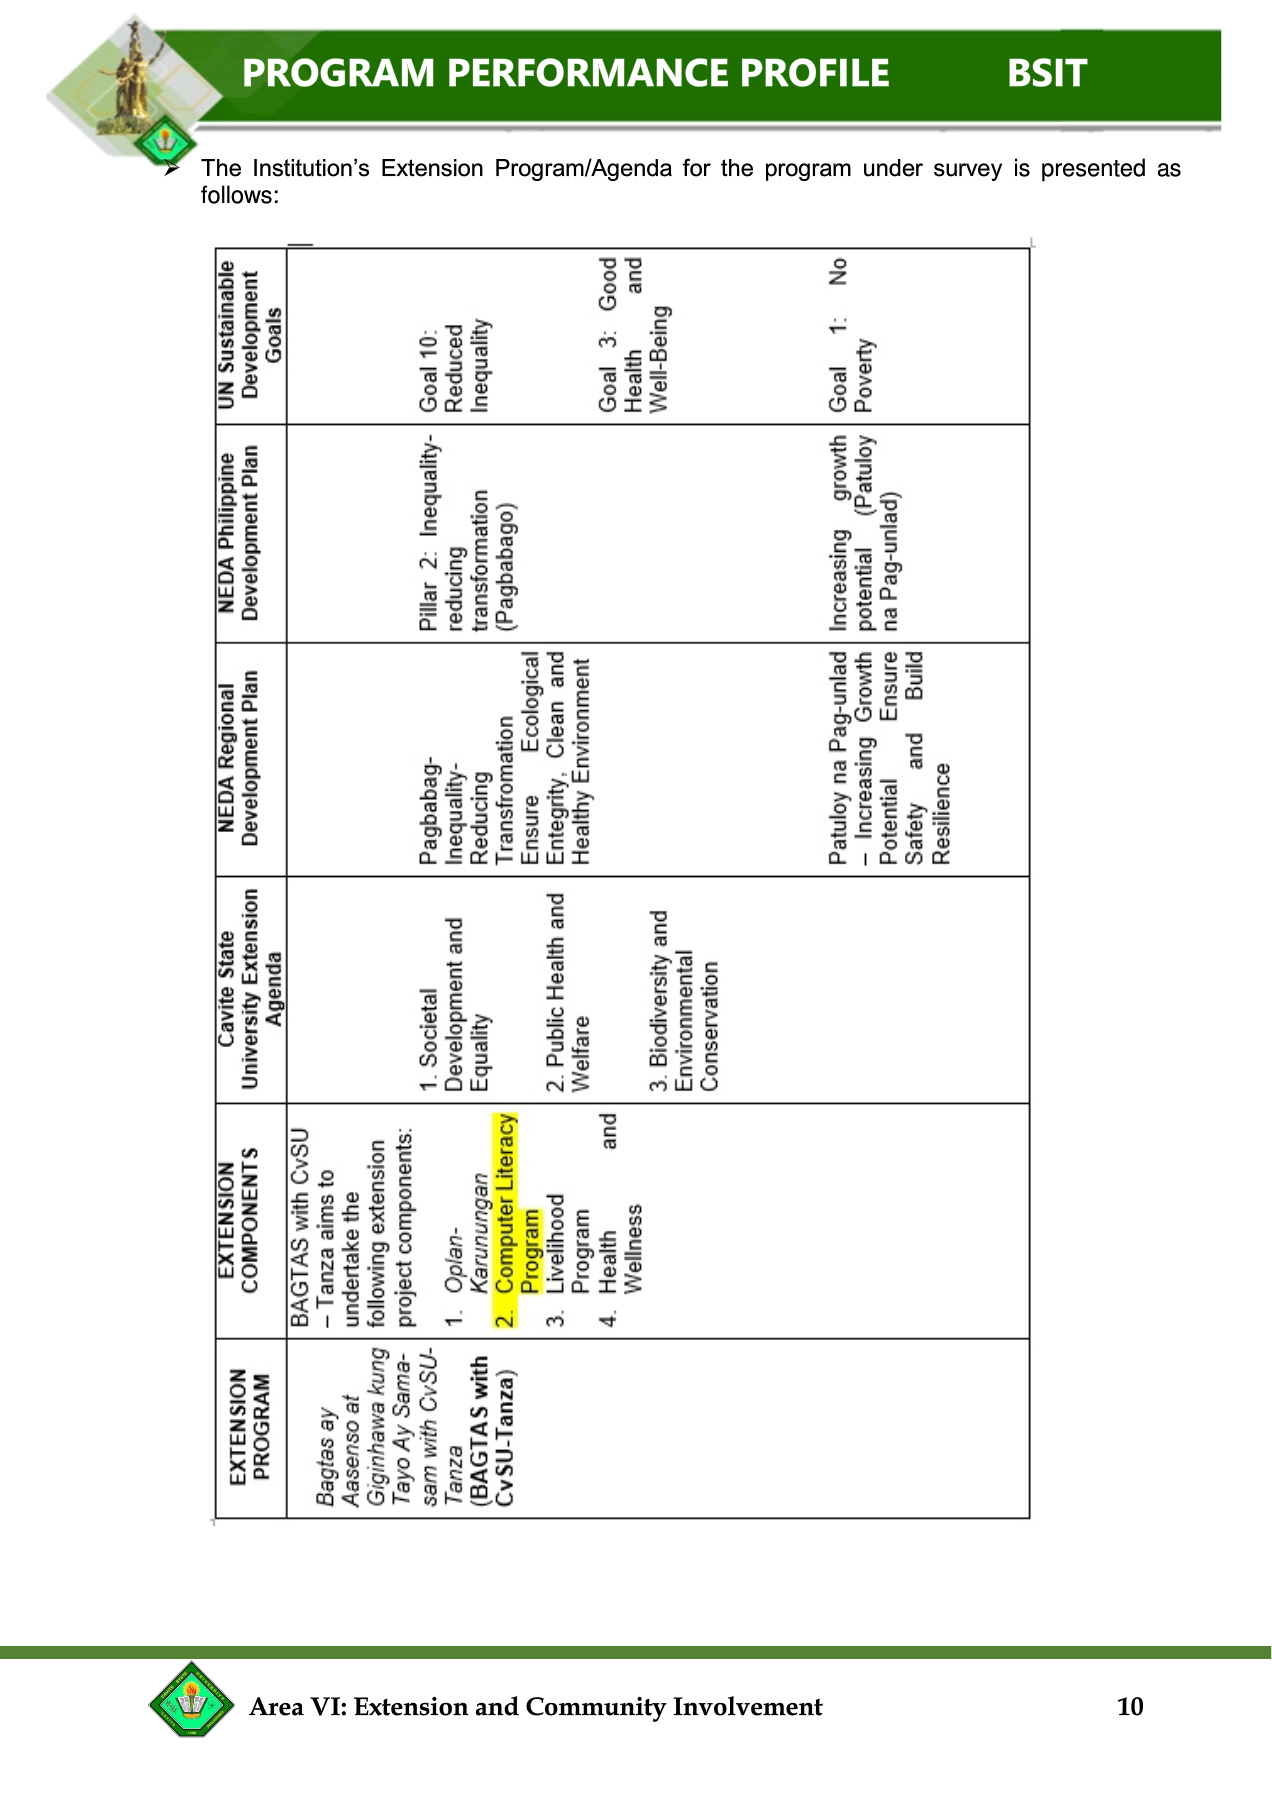 PROGRAM PERFORMANCE PROFILE BSIT
➢ The Institution’s Extension Program/Agenda for the program under survey is presented as
follows:
EXTENSION
PROGRAM
Bagtas ay
Aasenso at
Giginhawa kung
Tayo Ay Sama-
sam with CvSU-
Tanza
(BAGTAS with
CvSU-Tanza)
EXTENSION
COMPONENTS
BAGTAS with CvSU
– Tanza aims to
undertake the
following extension
project components:
1. Oplan-
Karunungan
2. Computer Literacy
Program
3. Livelihood
Program
4. Health and
Wellness
Cavite State
University Extension
Agenda
1. Societal
Development and
Equality
2. Public Health and
Welfare
3. Biodiversity and
Environmental
Conservation
NEDA Regional
Development Plan
Pagbabag-
Inequality-
Reducing
Transfromation
Ensure Ecological
Entegrity, Clean and
Healthy Environment
Patuloy na Pag-unlad
– Increasing Growth
Potential Ensure
Safety and Build
Resilience
NEDA Philippine
Development Plan
Pillar 2: Inequality-
reducing
transformation
(Pagbabago)
Increasing growth
potential (Patuloy
na Pag-unlad)
UN Sustainable
Development
Goals
Goal 10:
Reduced
Inequality
Goal 3: Good
Health and
Well-Being
Goal 1: No
Poverty
Area VI: Extension and Community Involvement 10